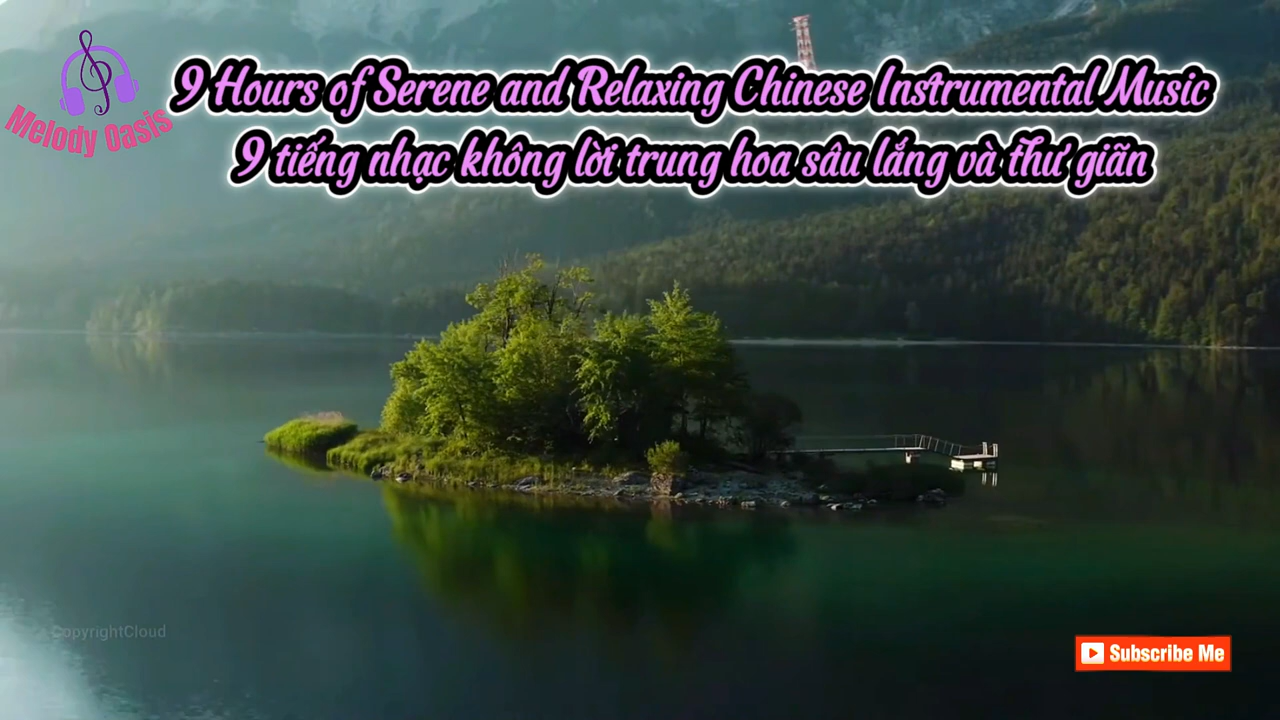 Melody Oasis
9 Hours of Serene and Relaxing Chinese Instrumental Music
9 tiếng nhạc không lời trung hoa sâu lắng và thư giãn
CopyrightCloud
Subscribe Me